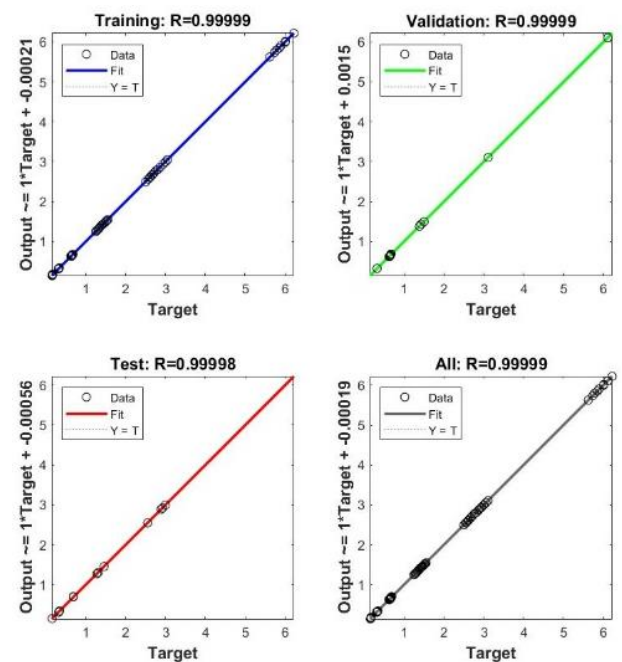 Training: R=0.99999
Output ~= 1*Target + -0.00021
6
5
4
3
2
1
Data
Fit
Y = T
1 2 3 4 5 6
Target
Validation: R=0.99999
Output ~= 1*Target + 0.0015
6
5
4
3
2
1
Data
Fit
Y = T
1 2 3 4 5 6
Target
Test: R=0.99998
Output ~= 1*Target + -0.00056
6
5
4
3
2
1
Data
Fit
Y = T
1 2 3 4 5 6
Target
All: R=0.99999
Output ~= 1*Target + -0.00019
6
5
4
3
2
1
Data
Fit
Y = T
1 2 3 4 5 6
Target